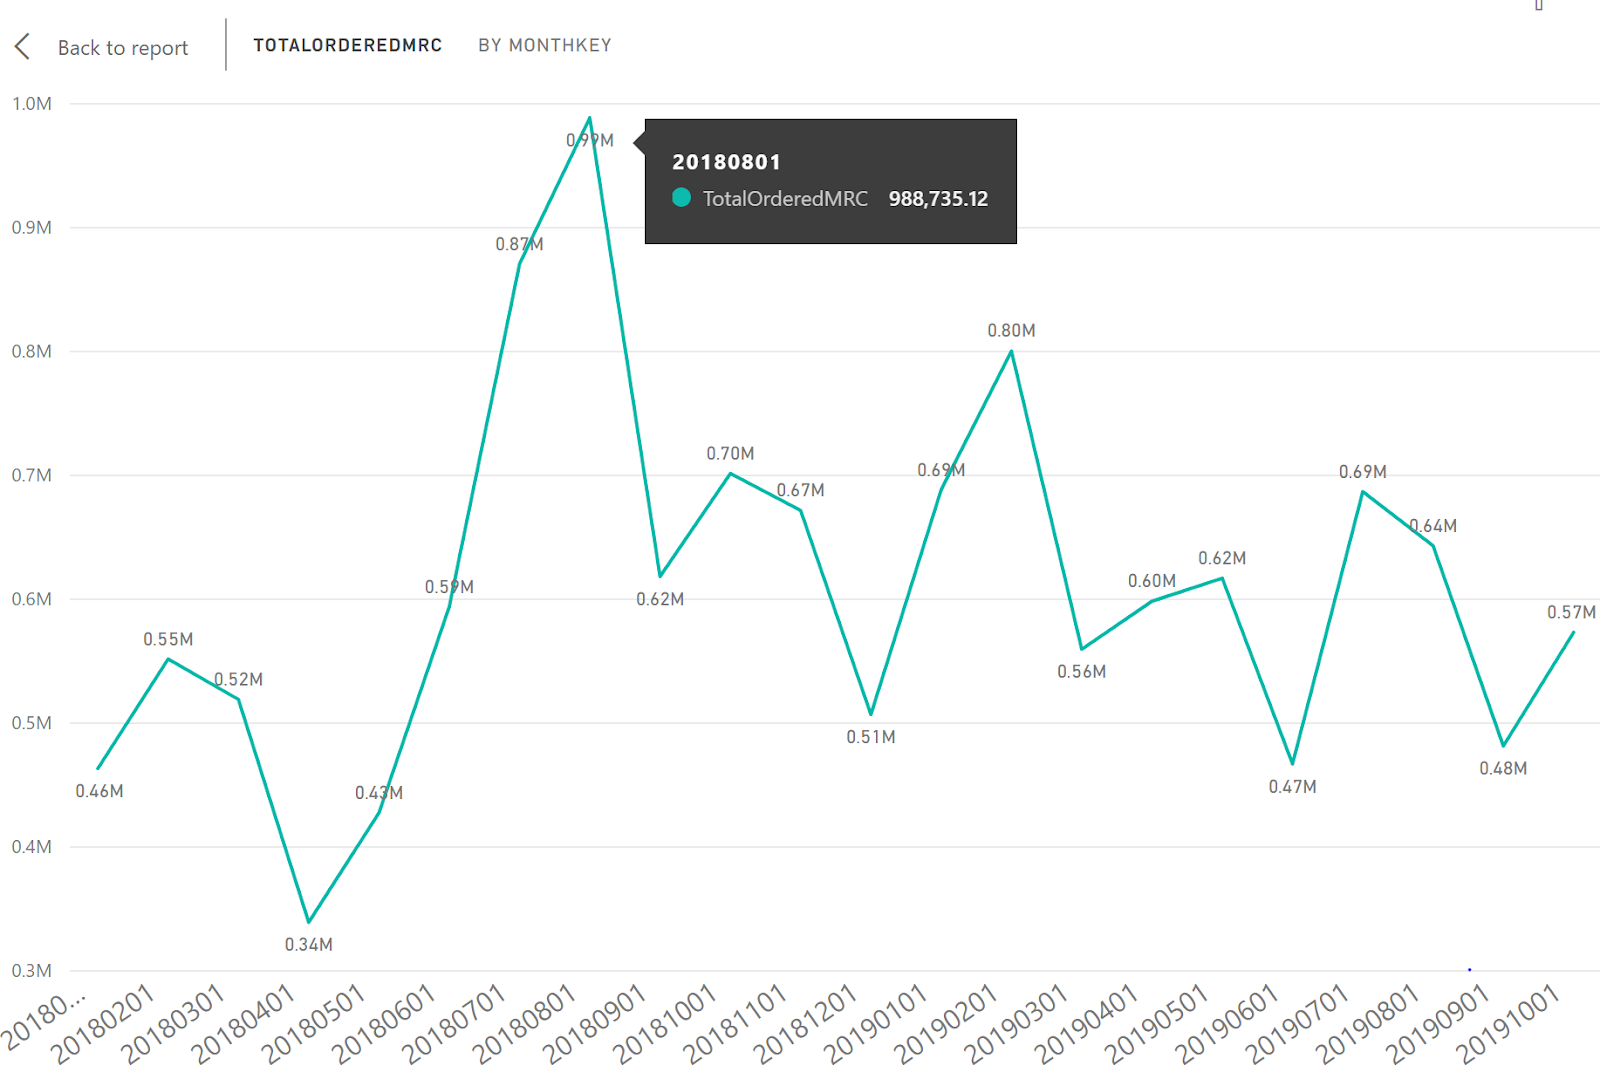 Back to report
TOTALORDEREDMRC BY MONTHKEY
1.0M
0.99M
20180801
TotalOrderedMRC 988,735.12
0.9M
0.87M
0.80M
0.8M
0.70M
0.69M
0.69M
0.7M
0.67M
0.64M
0.62M
0.60M
0.59M
0.6M
0.62M
0.57M
0.55M
0.56M
0.52M
0.5M
0.51M
0.48M
0.47M
0.46M
0.43M
0.4M
0.34M
0.3M
20180...
20180201
20180301
20180401
20180501
20180601
20180701
20180801
20180901
20181001
20181101
20181201
20190101
20190201
20190301
20190401
20190501
20190601
20190701
20190801
20190901
20191001